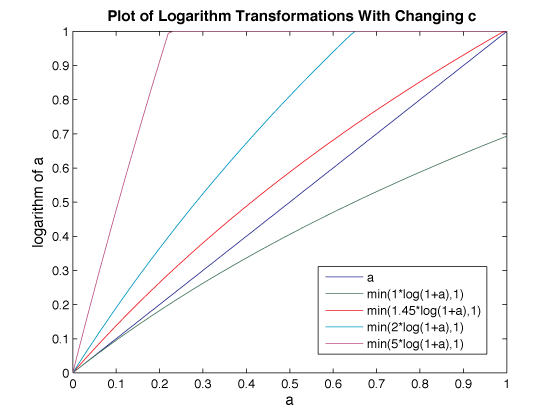 Plot of Logarithm Transformations With Changing c
1
0.9
0.8
0.7
0.6
0.5
0.4
0.3
0.2
0.1
0
logarithm of a
a
min(1*log(1+a),1)
min(1.45*log(1+a),1)
min(2*log(1+a),1)
min(5*log(1+a),1)
0 0.1 0.2 0.3 0.4 0.5 0.6 0.7 0.8 0.9 1
a